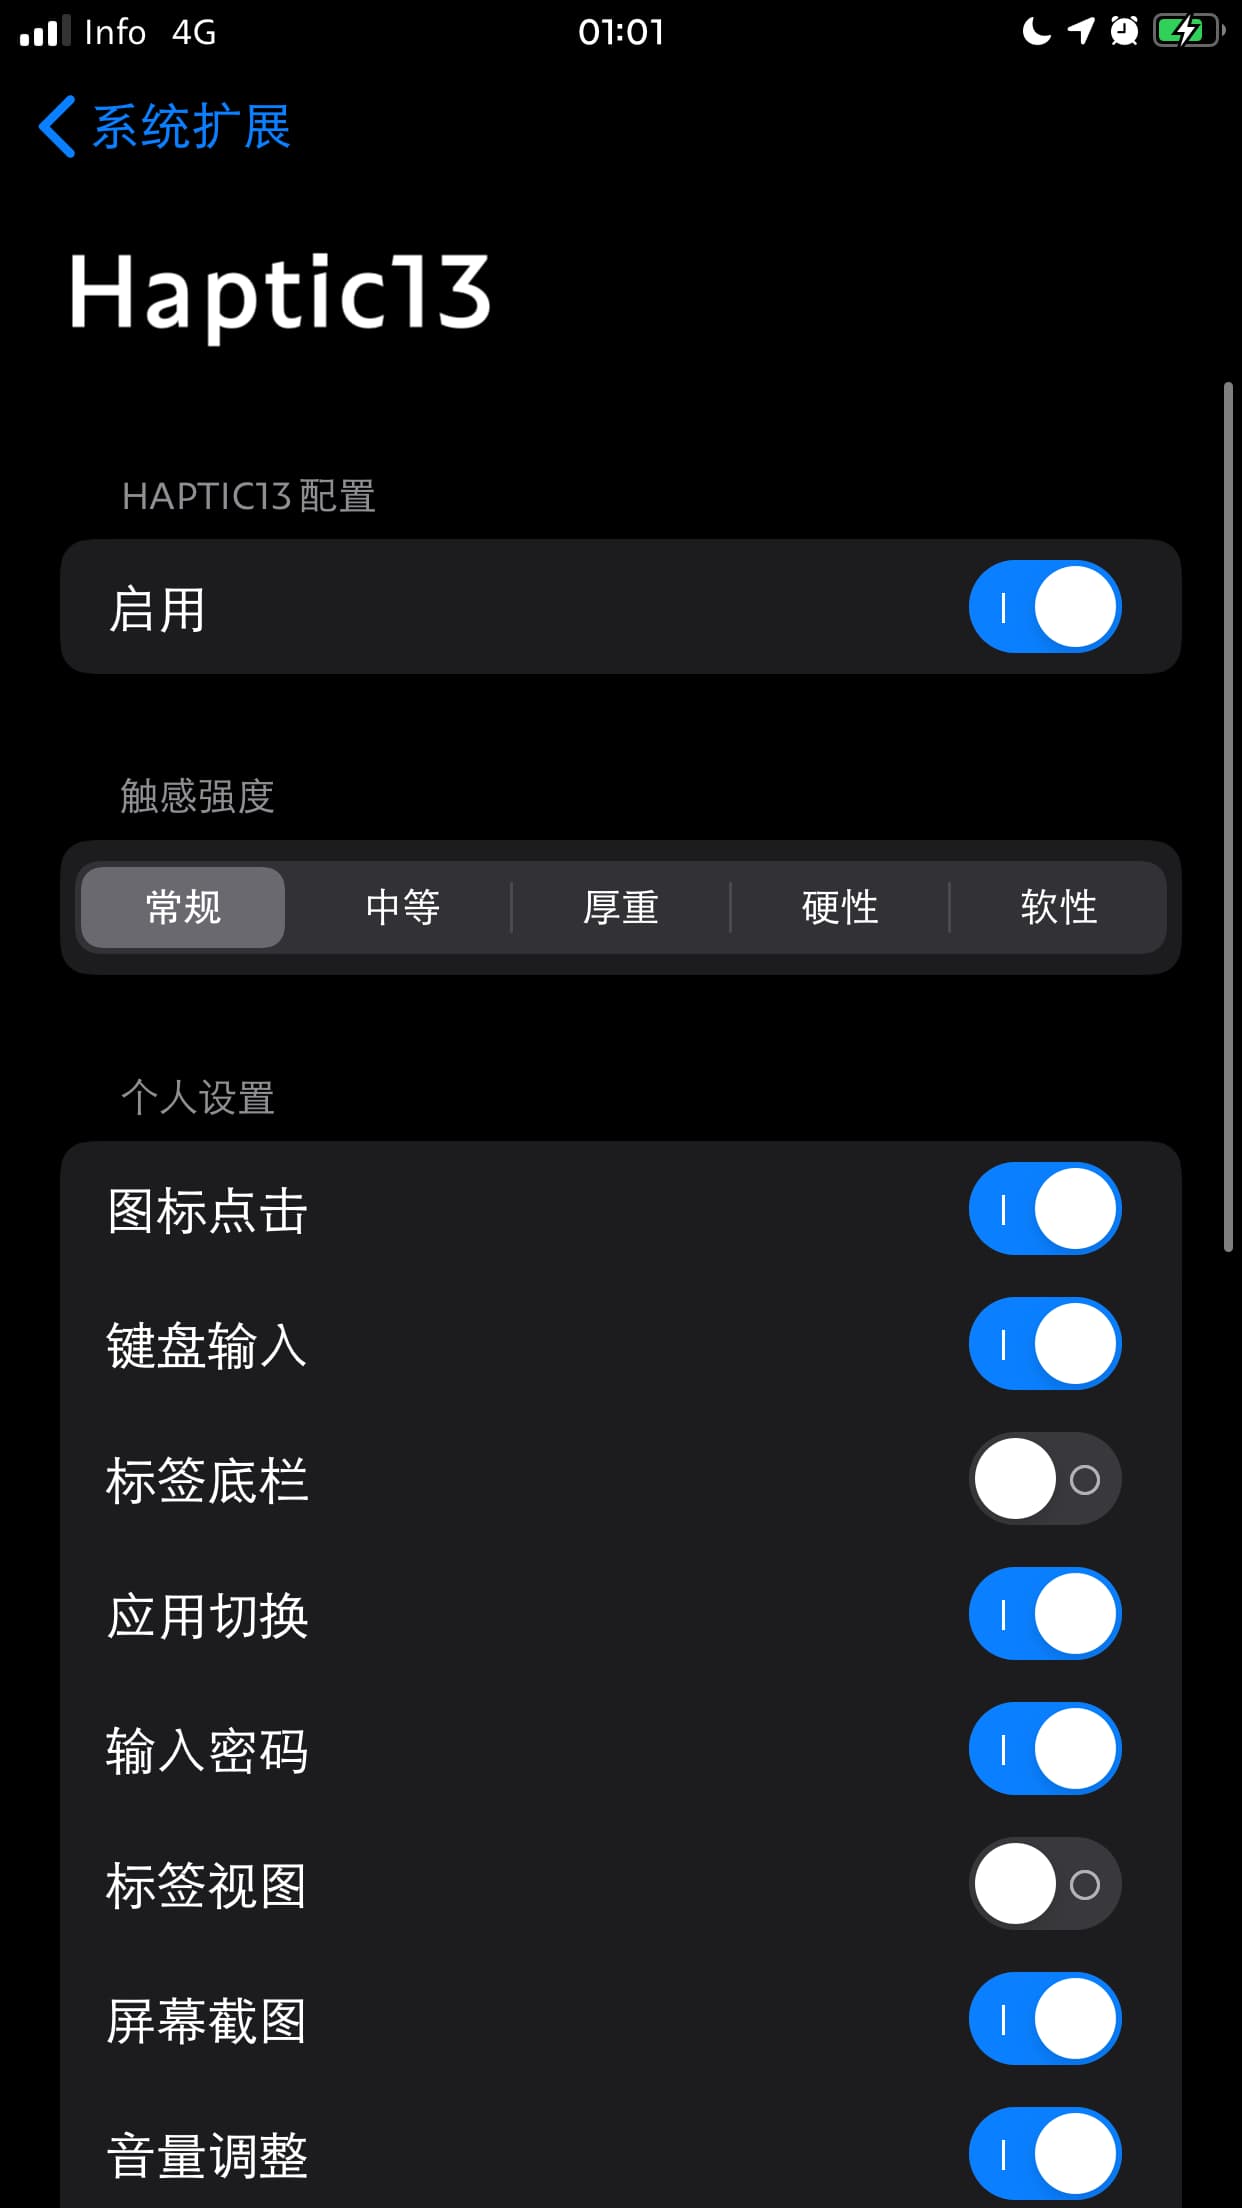 Info 4G 01:01
系统扩展
Haptic13
HAPTIC13 配置
启用
触感强度
常规 中等 厚重 硬性 软性
个人设置
图标点击
键盘输入
标签底栏
应用切换
输入密码
标签视图
屏幕截图
音量调整